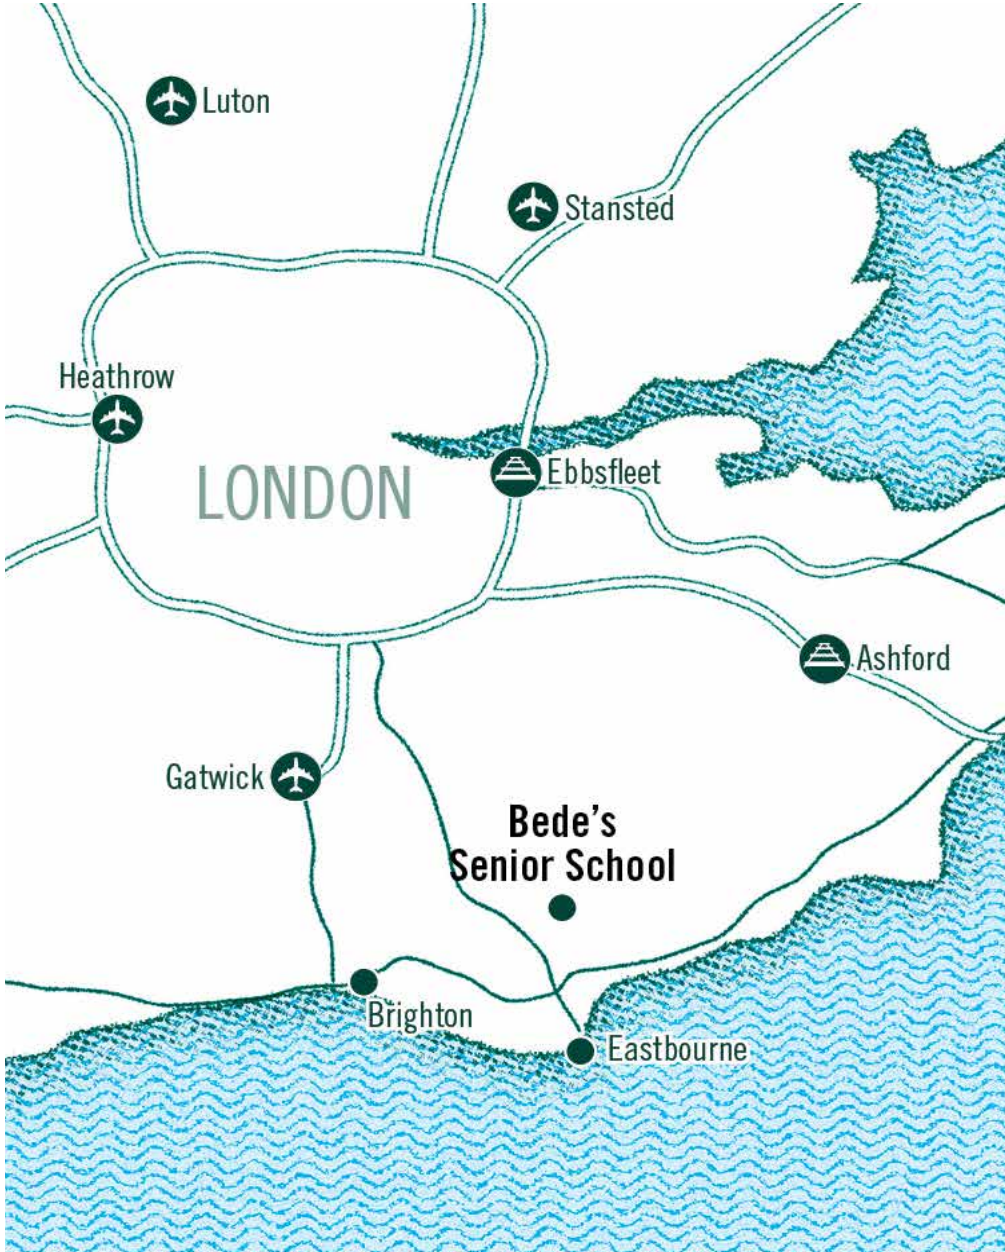 Luton
Stansted
Heathrow
LONDON
Ebbsfleet
Ashford
Gatwick
Bede’s
Senior School
Brighton
Eastbourne